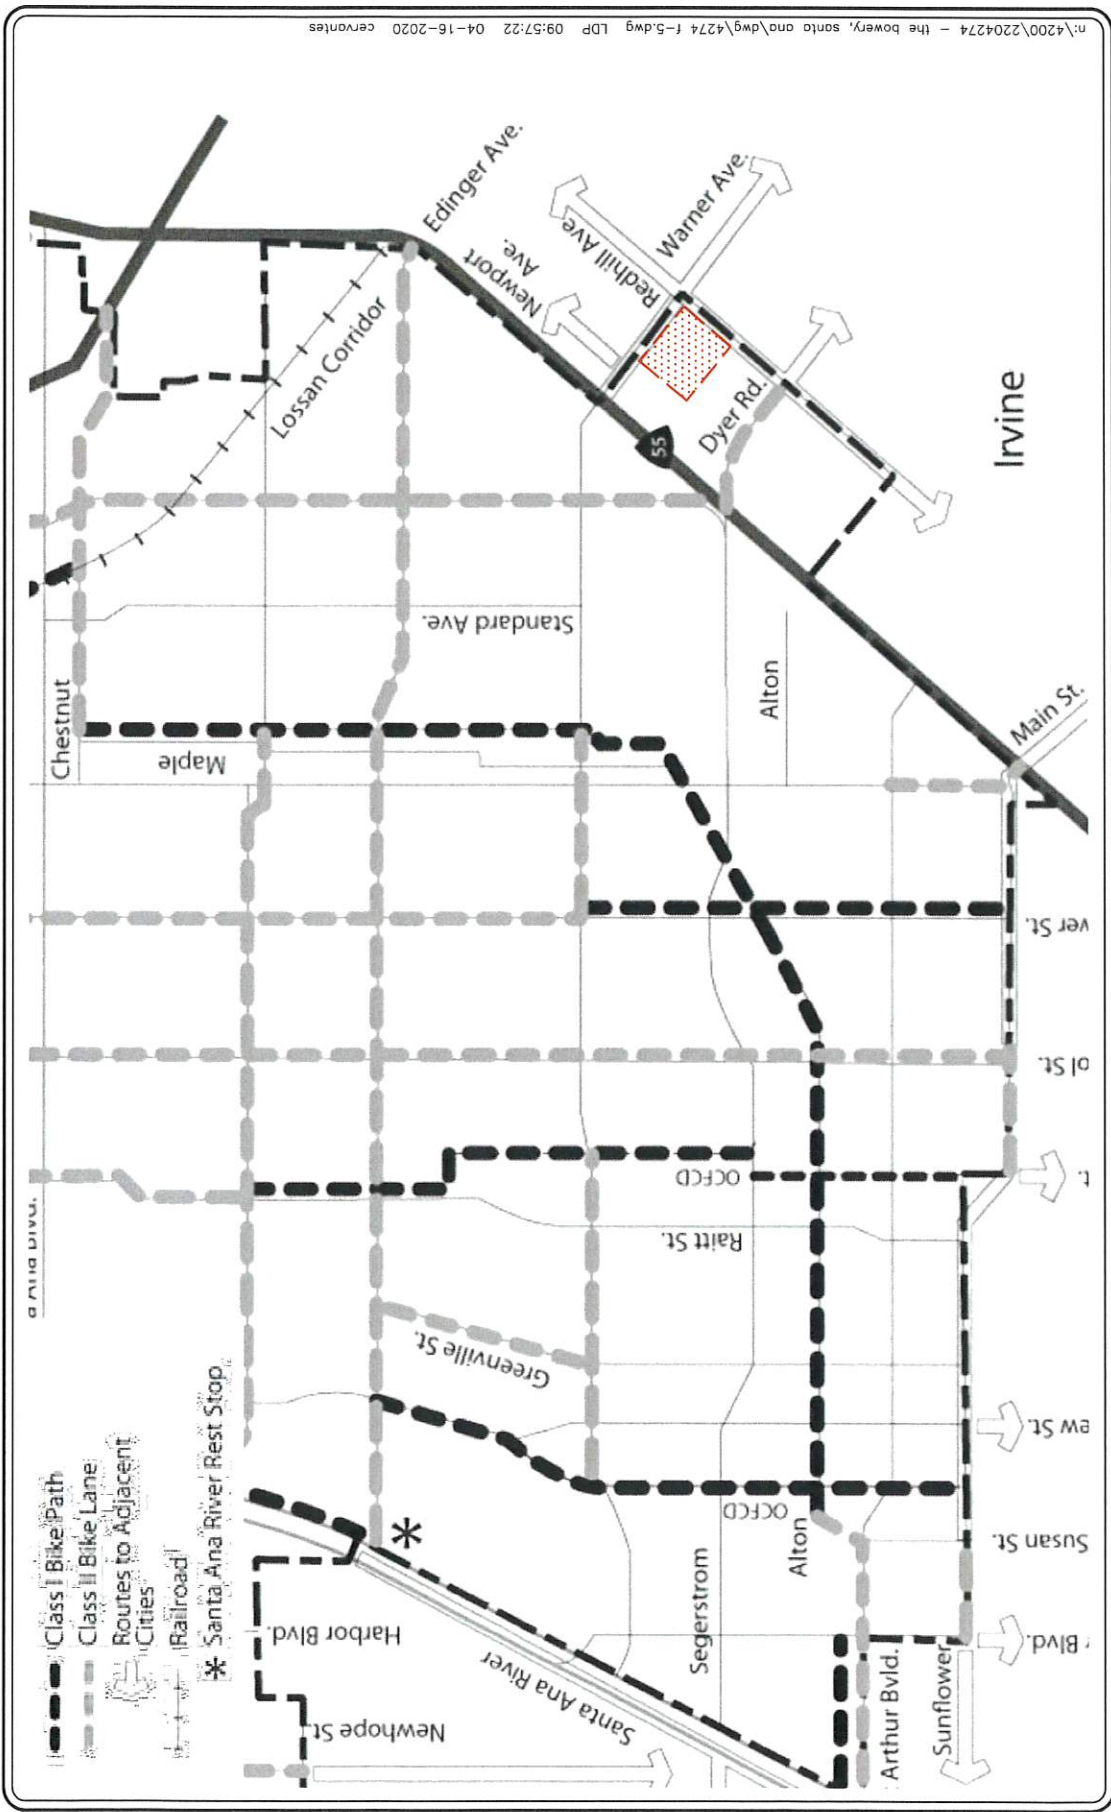 n:\4200\2204274 - the bowery, santa ana\dwg\4274 f-5.dwg LDP 09:57:22 04-16-2020 cervantes
Class I Bike Path
Class II Bike Lane
Routes to Adjacent
Cities
Railroad
* Santa Ana River Rest Stop
a Ana Blvd.
Chestnut
Maple
Standard Ave.
Lossan Corridor
Edinger Ave.
Newport
Ave.
Redhill Ave
Warner Ave.
55
Dyer Rd.
Irvine
Alton
Main St.
ver St.
ol St.
t.
OCFCD
Raitt St.
Greenville St.
*
OCFCD
Alton
ew St.
Susan St.
Segerstrom
Harbor Blvd.
Santa Ana River
Newhope St
Arthur Bvld.
Sunflower
Blvd.